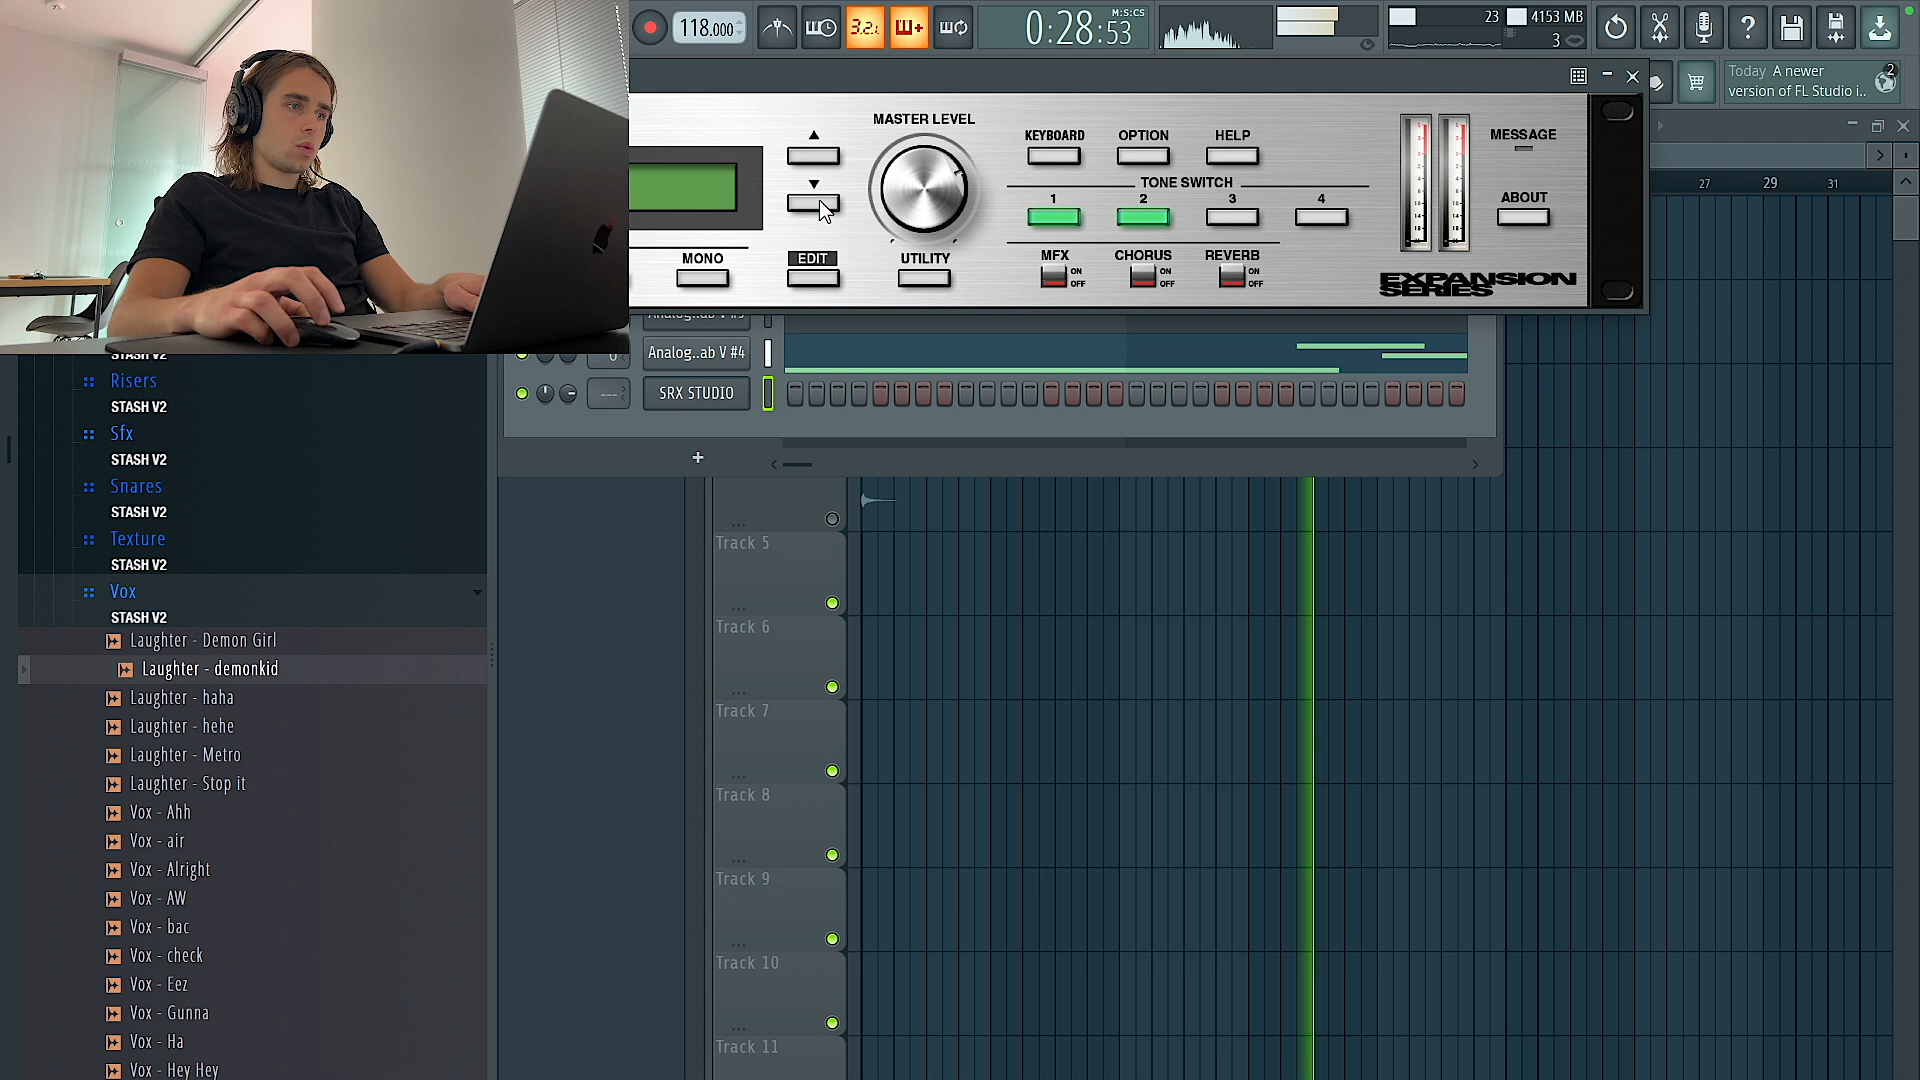 118.000
3.2.
0:28:53
M:S:CS
23
4153 MB
3
Today A newer
version of FL Studio i..
2
MASTER LEVEL
KEYBOARD
OPTION
HELP
MESSAGE
TONE SWITCH
1
2
3
4
ABOUT
MONO
EDIT
UTILITY
MFX
ON
OFF
CHORUS
ON
OFF
REVERB
ON
OFF
EXPANSION
SERIES
27
29
31
Analog..ab V #4
SRX STUDIO
---
+
STASH V2
Risers
STASH V2
Sfx
STASH V2
Snares
STASH V2
Texture
STASH V2
Vox
STASH V2
Laughter - Demon Girl
Laughter - demonkid
Laughter - haha
Laughter - hehe
Laughter - Metro
Laughter - Stop it
Vox - Ahh
Vox - air
Vox - Alright
Vox - AW
Vox - bac
Vox - check
Vox - Eez
Vox - Gunna
Vox - Ha
Vox - Hey Hey
...
Track 5
...
Track 6
...
Track 7
...
Track 8
...
Track 9
...
Track 10
...
Track 11